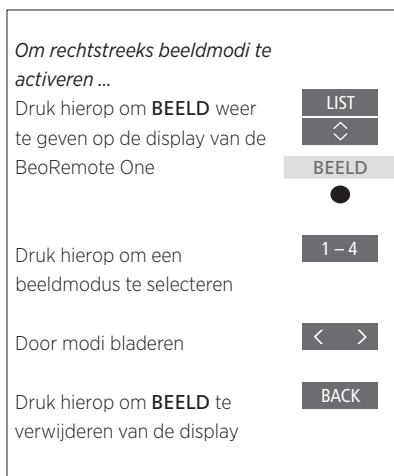 Om rechtstreeks beeldmodi te
activeren ...
Druk hierop om BEELD weer
te geven op de display van de
BeoRemote One
LIST
BEELD
Druk hierop om een
beeldmodus te selecteren
1 – 4
Door modi bladeren
Druk hierop om BEELD te
verwijderen van de display
BACK